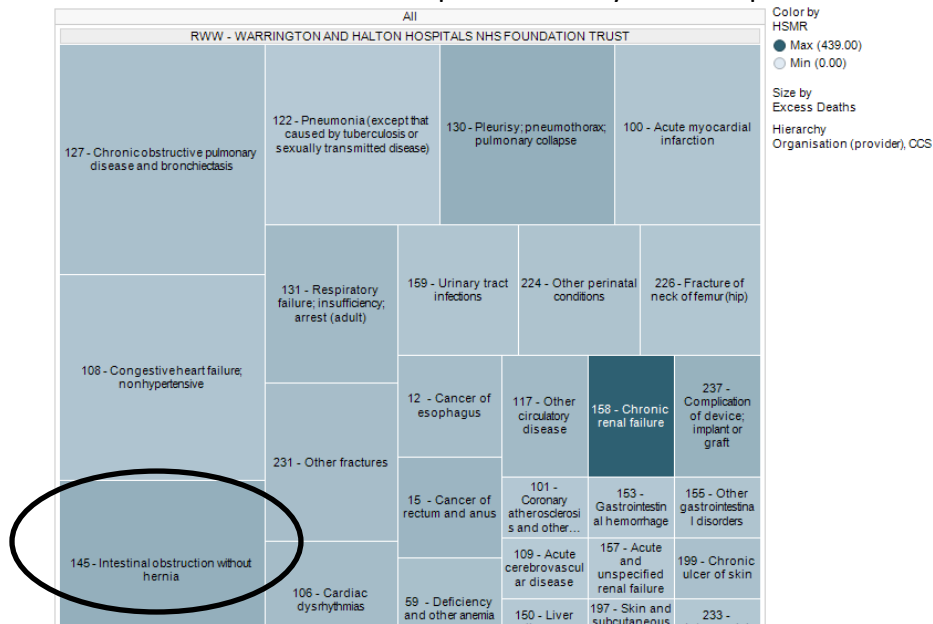 All
RWW - WARRINGTON AND HALTON HOSPITALS NHS FOUNDATION TRUST
127 - Chronic obstructive pulmonary
disease and bronchiectasis
122 - Pneumonia (except that
caused by tuberculosis or
sexually transmitted disease)
130 - Pleurisy; pneumothorax;
pulmonary collapse
100 - Acute myocardial
infarction
108 - Congestive heart failure;
nonhypertensive
131 - Respiratory
failure; insufficiency;
arrest (adult)
159 - Urinary tract
infections
224 - Other perinatal
conditions
226 - Fracture of
neck of femur (hip)
231 - Other fractures
12 - Cancer of
esophagus
117 - Other
circulatory
disease
158 - Chronic
renal failure
237 -
Complication
of device;
implant or
graft
145 - Intestinal obstruction without
hernia
106 - Cardiac
dysrhythmias
15 - Cancer of
rectum and anus
101 -
Coronary
atherosclerosi
s and other...
153 -
Gastrointestin
al hemorrhage
155 - Other
gastrointestina
l disorders
109 - Acute
cerebrovascul
ar disease
157 - Acute
and
unspecified
renal failure
199 - Chronic
ulcer of skin
59 - Deficiency
and other anemia
150 - Liver
197 - Skin and
subcutaneous
233 -
Color by
HSMR
Max (439.00)
Min (0.00)
Size by
Excess Deaths
Hierarchy
Organisation (provider), CCS